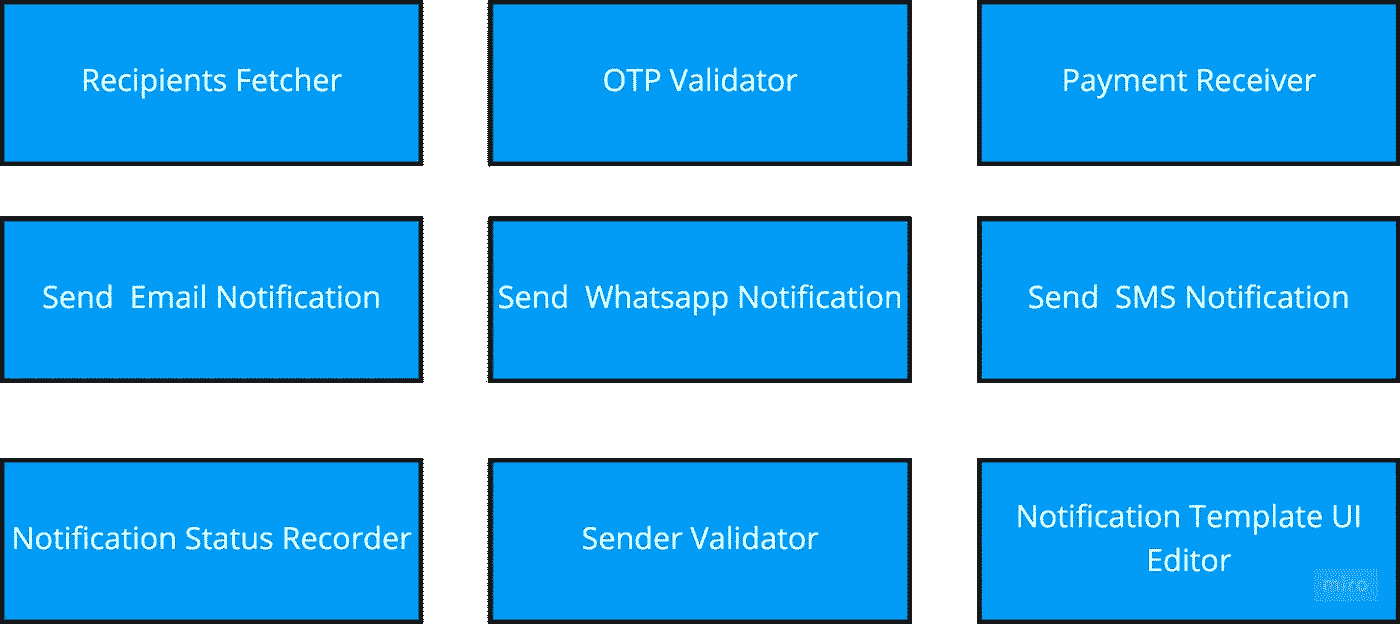 Recipients Fetcher
OTP Validator
Payment Receiver
Send  Email Notification
Send  Whatsapp Notification
Send  SMS Notification
Notification Status Recorder
Sender Validator
Notification Template UI
Editor
miro